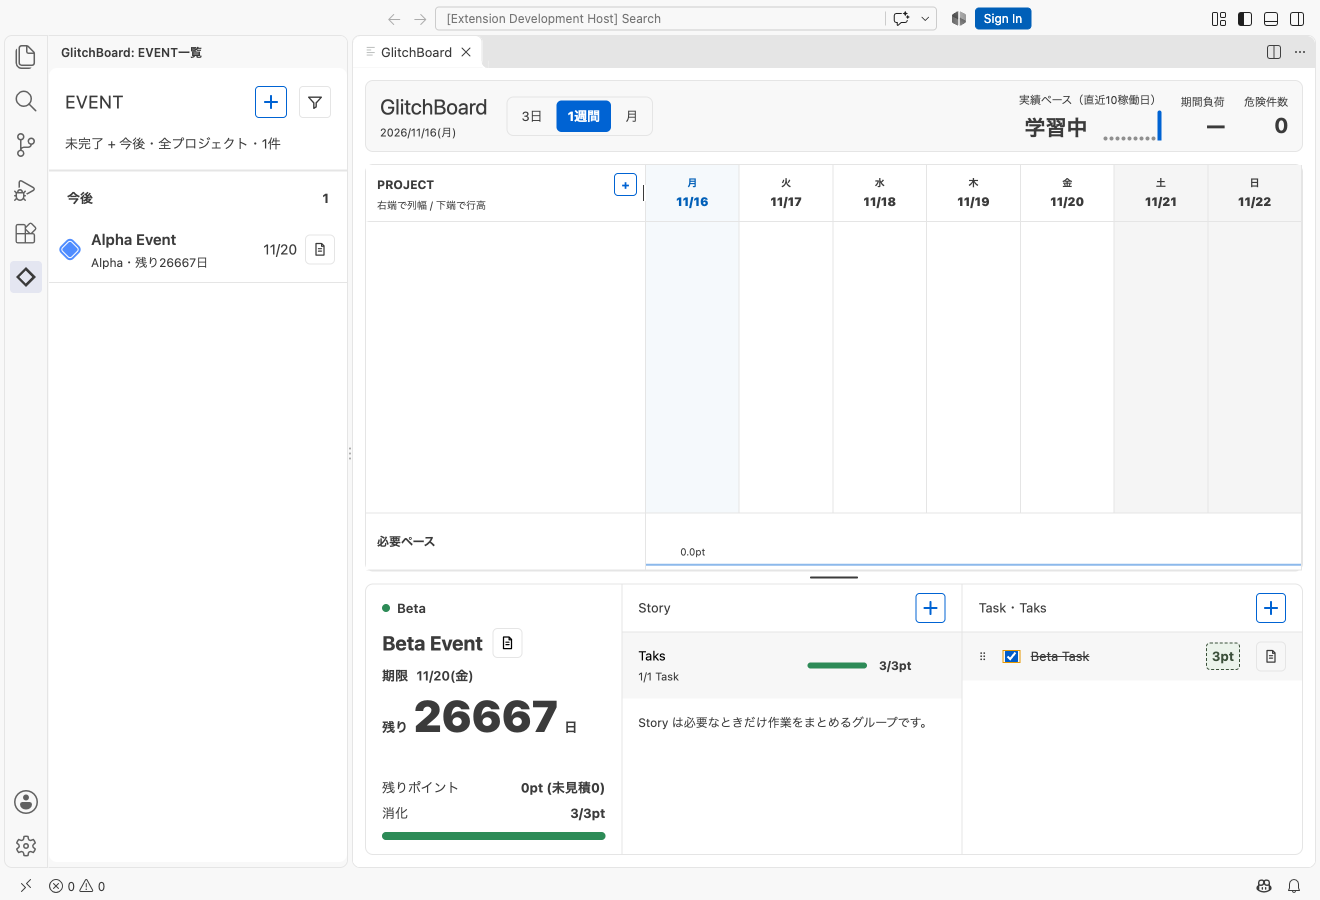 [Extension Development Host] Search
Sign In
GlitchBoard: EVENT一覧
EVENT
未完了 + 今後・全プロジェクト・1件
今後
1
Alpha Event
Alpha・残り26667日
11/20
GlitchBoard
GlitchBoard
2026/11/16(月)
3日
1週間
月
実績ペース（直近10稼働日）
学習中
期間負荷
—
危険件数
0
PROJECT
右端で列幅 / 下端で行高
+
月
11/16
火
11/17
水
11/18
木
11/19
金
11/20
土
11/21
日
11/22
必要ペース
0.0pt
Beta
Beta Event
期限 11/20(金)
残り 26667 日
残りポイント 0pt (未見積0)
消化 3/3pt
Story
Taks
1/1 Task
3/3pt
Story は必要なときだけ作業をまとめるグループです。
Task・Taks
Beta Task
3pt
0
0